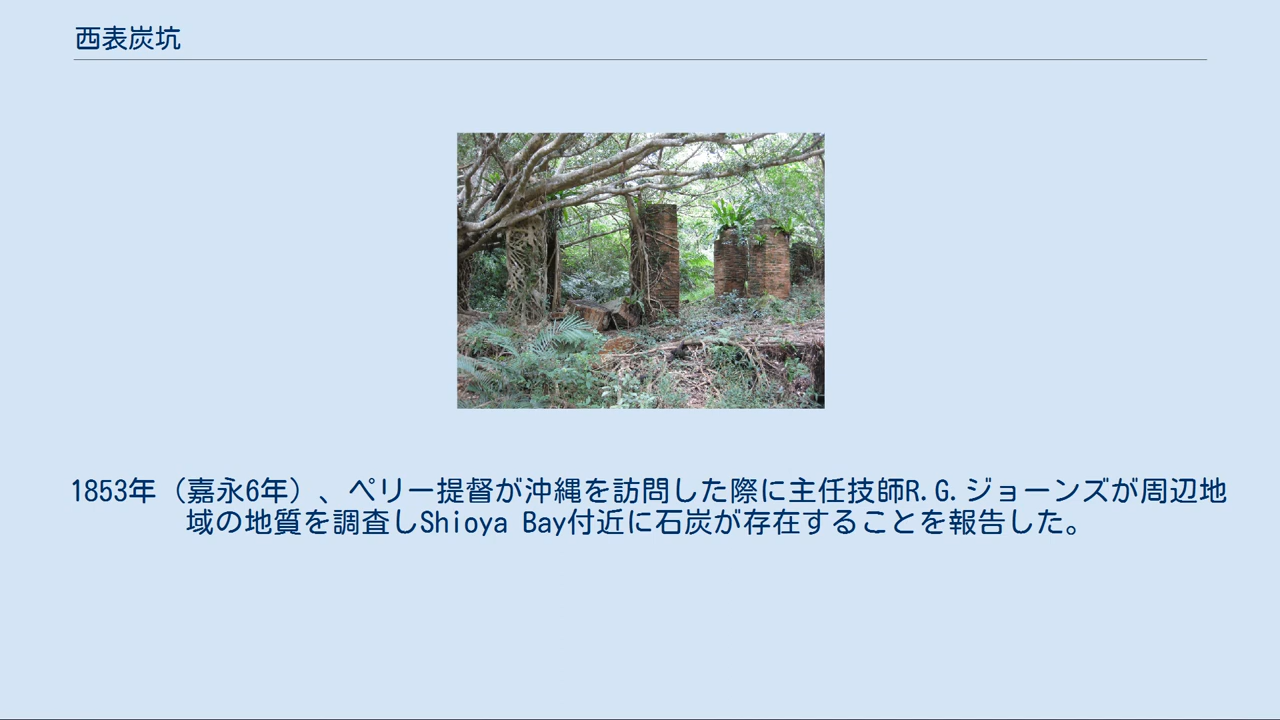 西表炭坑
1853年（嘉永6年）、ペリー提督が沖縄を訪問した際に主任技師R.G.ジョーンズが周辺地
域の地質を調査しShioya Bay付近に石炭が存在することを報告した。